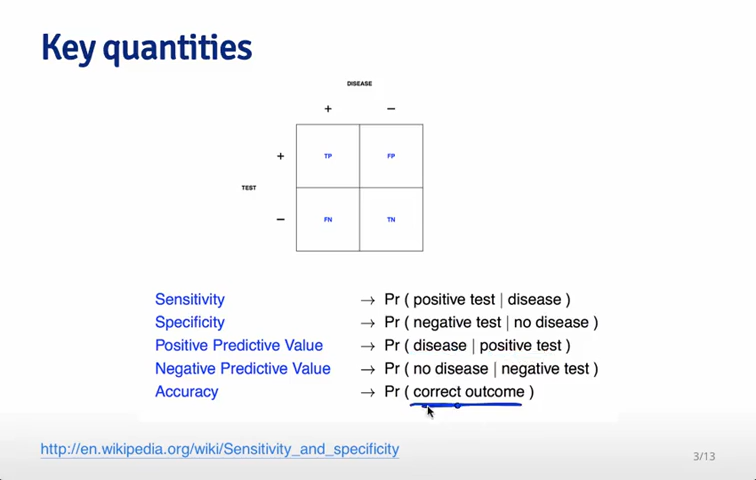 Key quantities
DISEASE
+ −
+ TP FP
TEST
− FN TN
Sensitivity → Pr ( positive test | disease )
Specificity → Pr ( negative test | no disease )
Positive Predictive Value → Pr ( disease | positive test )
Negative Predictive Value → Pr ( no disease | negative test )
Accuracy → Pr ( correct outcome )
http://en.wikipedia.org/wiki/Sensitivity_and_specificity
3/13